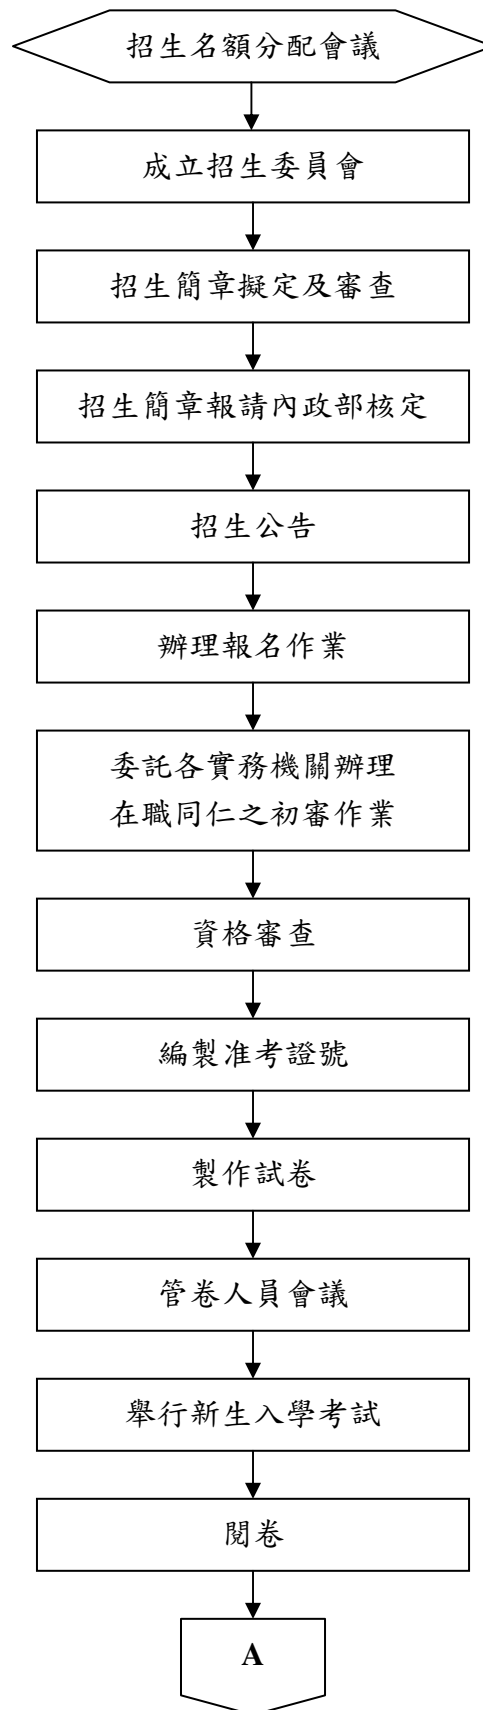 招生名額分配會議
成立招生委員會
招生簡章擬定及審查
招生簡章報請內政部核定
招生公告
辦理報名作業
委託各實務機關辦理
在職同仁之初審作業
資格審查
編製准考證號
製作試卷
管卷人員會議
舉行新生入學考試
閱卷
A